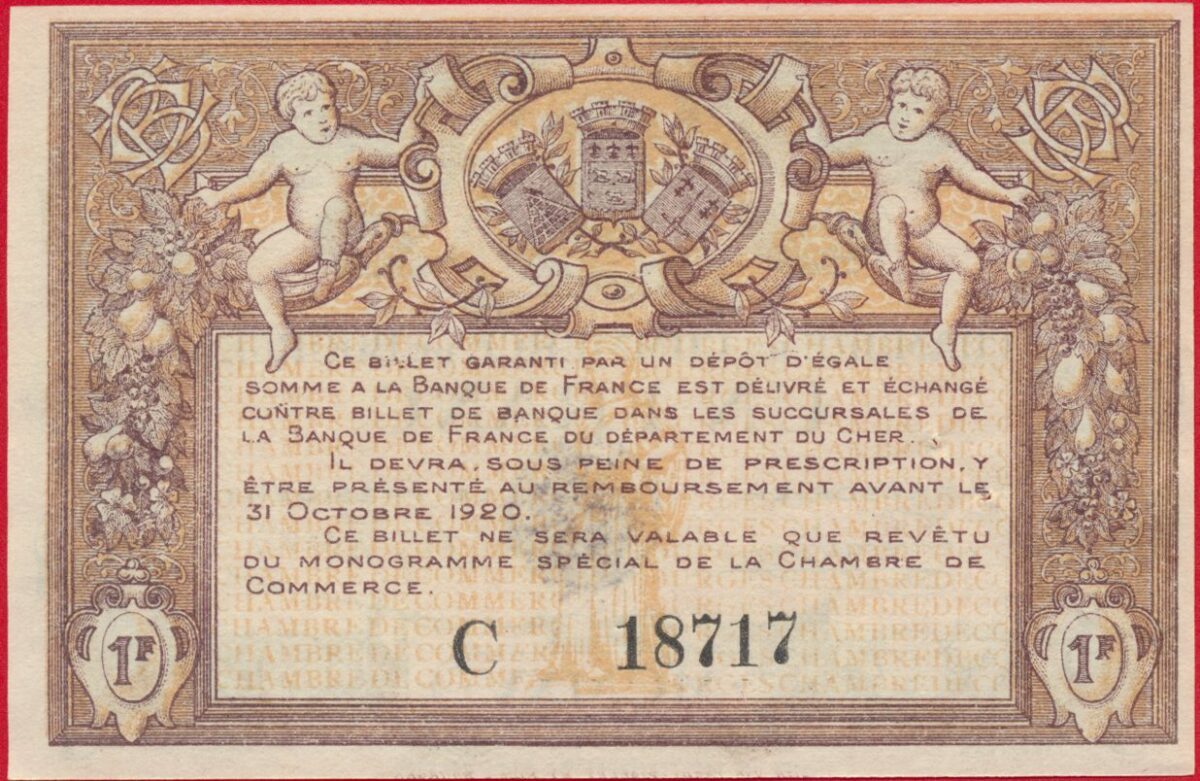 CE BILLET GARANTI PAR UN DÉPÔT D'ÉGALE
SOMME A LA BANQUE DE FRANCE EST DÉLIVRÉ ET ÉCHANGÉ
CONTRE BILLET DE BANQUE DANS LES SUCCURSALES DE
LA BANQUE DE FRANCE DU DÉPARTEMENT DU CHER.
IL DEVRA, SOUS PEINE DE PRESCRIPTION, Y
ÊTRE PRÉSENTÉ AU REMBOURSEMENT AVANT LE
31 OCTOBRE 1920.
CE BILLET NE SERA VALABLE QUE REVÊTU
DU MONOGRAMME SPÉCIAL DE LA CHAMBRE DE
COMMERCE.
C 18717
1F 1F